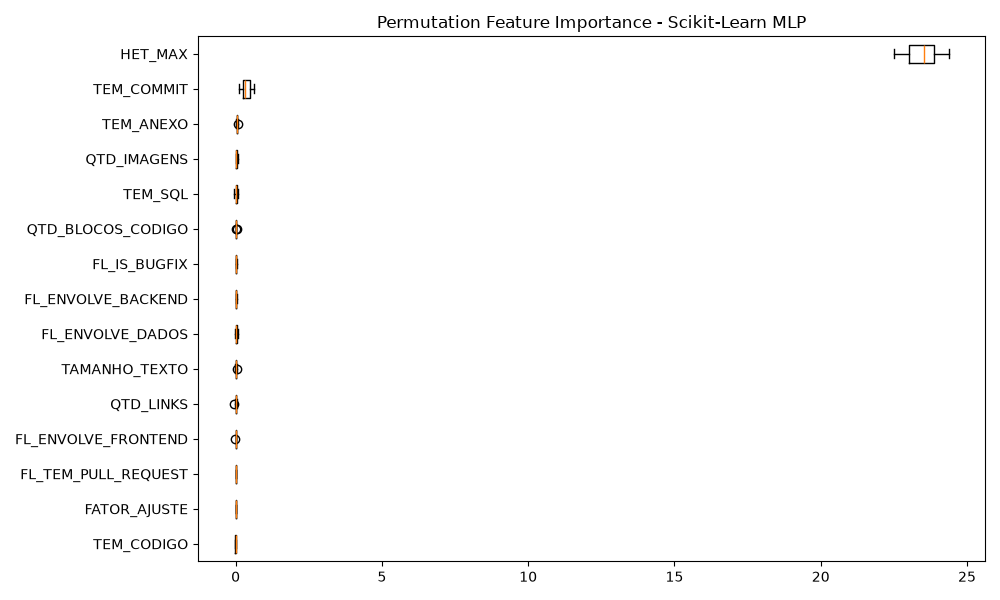 Permutation Feature Importance - Scikit-Learn MLP
HET_MAX
TEM_COMMIT
TEM_ANEXO
QTD_IMAGENS
TEM_SQL
QTD_BLOCOS_CODIGO
FL_IS_BUGFIX
FL_ENVOLVE_BACKEND
FL_ENVOLVE_DADOS
TAMANHO_TEXTO
QTD_LINKS
FL_ENVOLVE_FRONTEND
FL_TEM_PULL_REQUEST
FATOR_AJUSTE
TEM_CODIGO
0 5 10 15 20 25